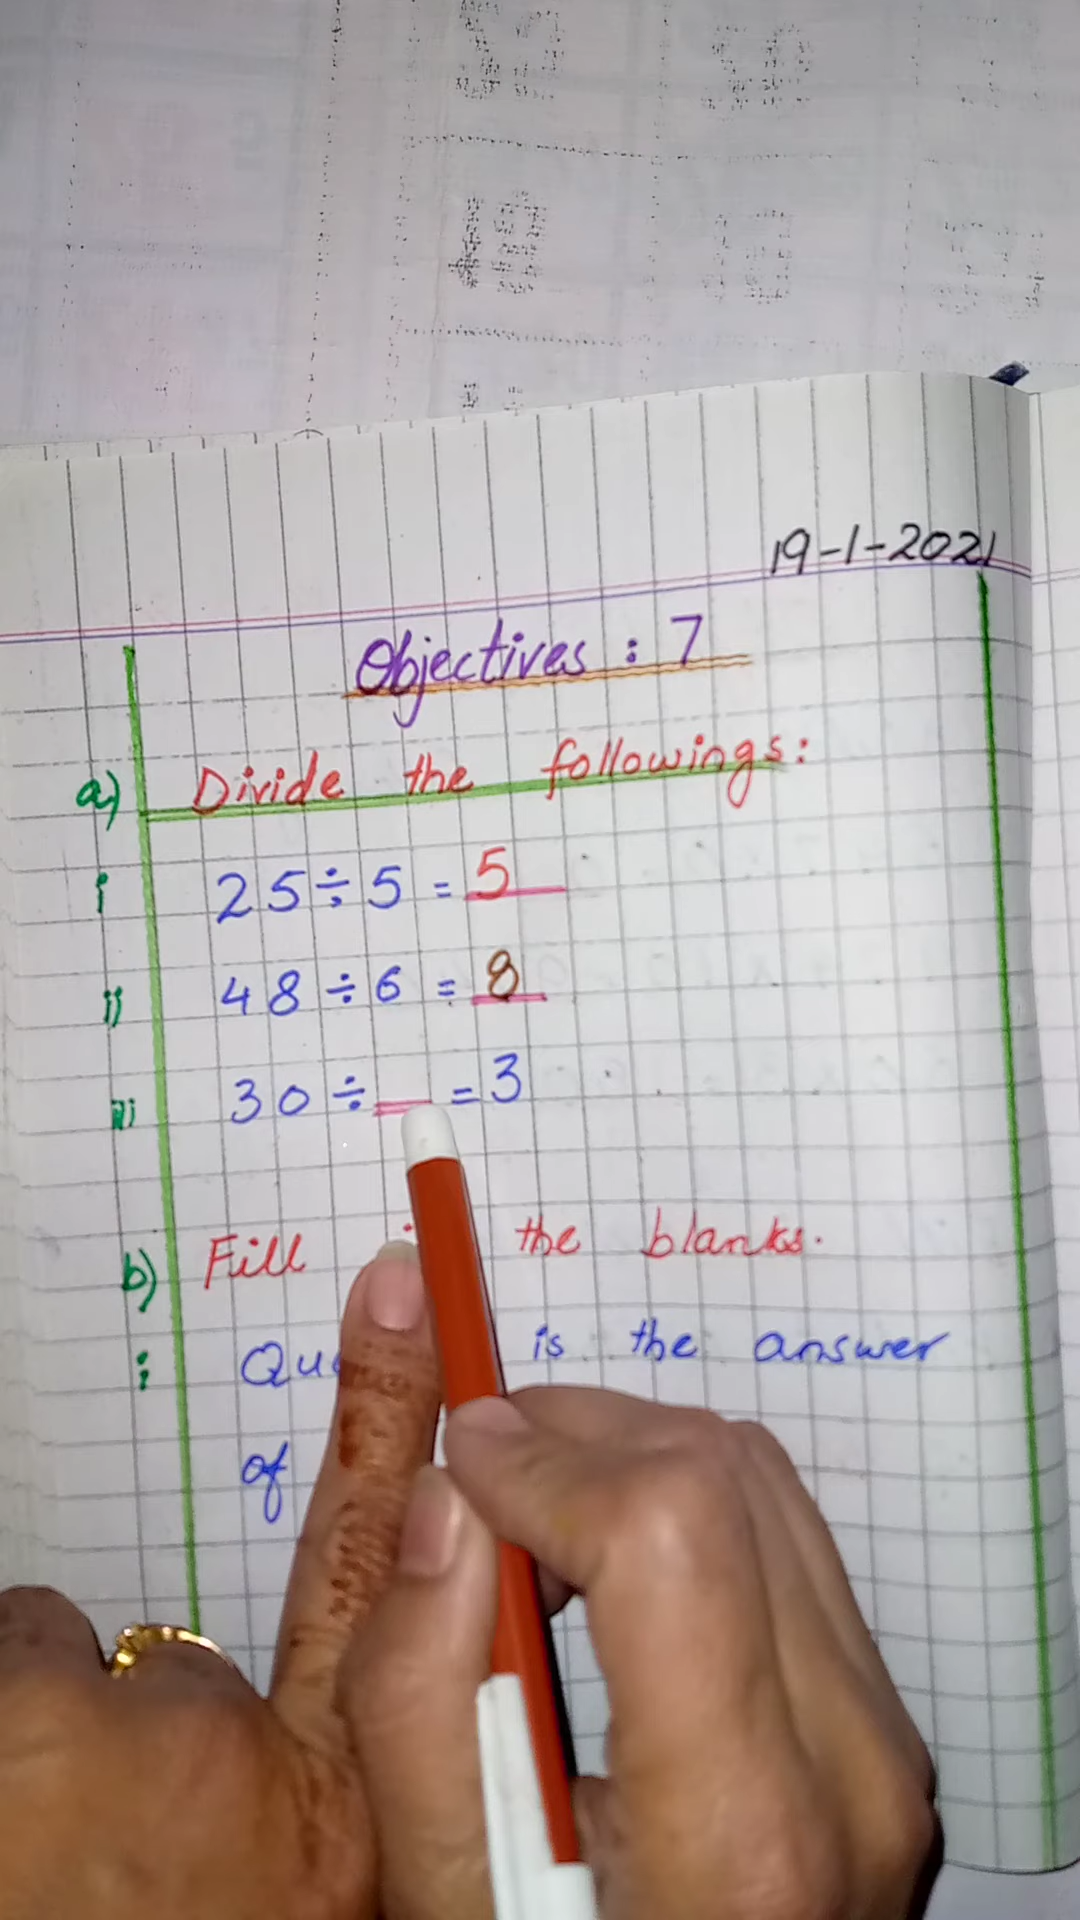 19-1-2021
Objectives : 7
a) Divide the followings:
i 25 ÷ 5 = 5
ii 48 ÷ 6 = 8
iii 30 ÷ __ = 3
b) Fill the blanks.
i is the answer
of